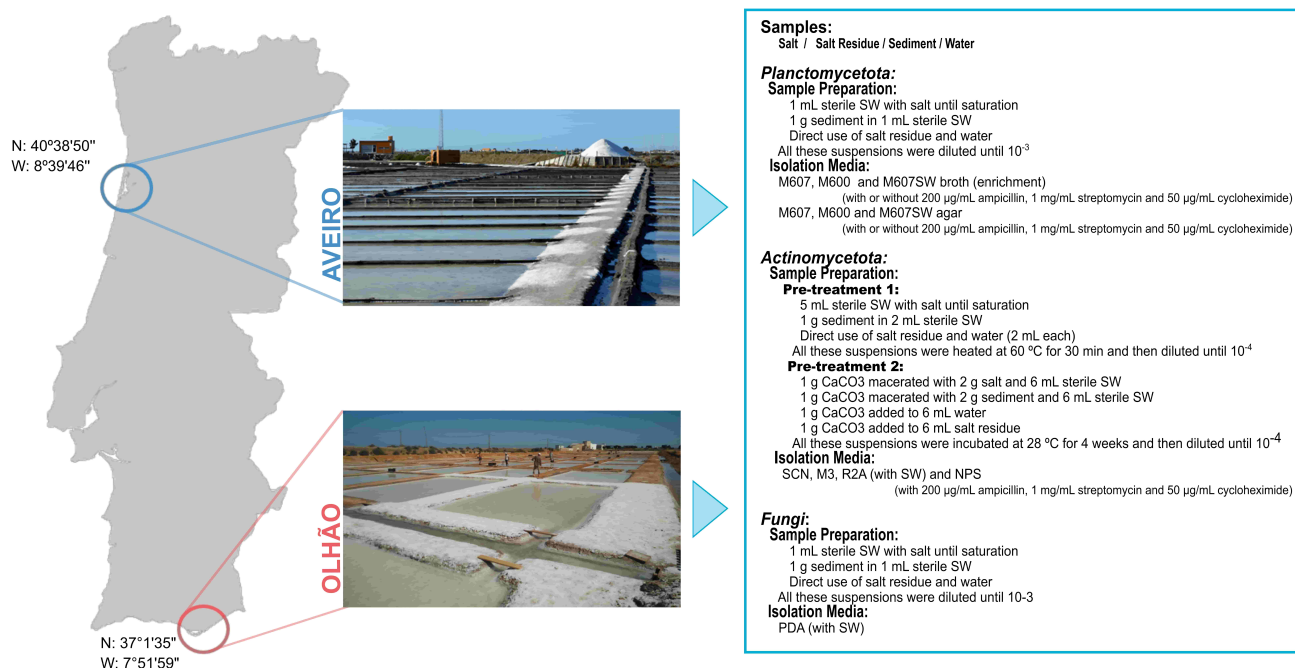 N: 40º38'50"
W: 8º39'46"
AVEIRO
OLHÃO
N: 37°1'35"
W: 7°51'59"
Samples:
Salt / Salt Residue / Sediment / Water
Planctomycetota:
Sample Preparation:
1 mL sterile SW with salt until saturation
1 g sediment in 1 mL sterile SW
Direct use of salt residue and water
All these suspensions were diluted until 10-3
Isolation Media:
M607, M600 and M607SW broth (enrichment)
(with or without 200 µg/mL ampicillin, 1 mg/mL streptomycin and 50 µg/mL cycloheximide)
M607, M600 and M607SW agar
(with or without 200 µg/mL ampicillin, 1 mg/mL streptomycin and 50 µg/mL cycloheximide)
Actinomycetota:
Sample Preparation:
Pre-treatment 1:
5 mL sterile SW with salt until saturation
1 g sediment in 2 mL sterile SW
Direct use of salt residue and water (2 mL each)
All these suspensions were heated at 60 ºC for 30 min and then diluted until 10-4
Pre-treatment 2:
1 g CaCO3 macerated with 2 g salt and 6 mL sterile SW
1 g CaCO3 macerated with 2 g sediment and 6 mL sterile SW
1 g CaCO3 added to 6 mL water
1 g CaCO3 added to 6 mL salt residue
All these suspensions were incubated at 28 ºC for 4 weeks and then diluted until 10-4
Isolation Media:
SCN, M3, R2A (with SW) and NPS
(with 200 µg/mL ampicillin, 1 mg/mL streptomycin and 50 µg/mL cycloheximide)
Fungi:
Sample Preparation:
1 mL sterile SW with salt until saturation
1 g sediment in 1 mL sterile SW
Direct use of salt residue and water
All these suspensions were diluted until 10-3
Isolation Media:
PDA (with SW)